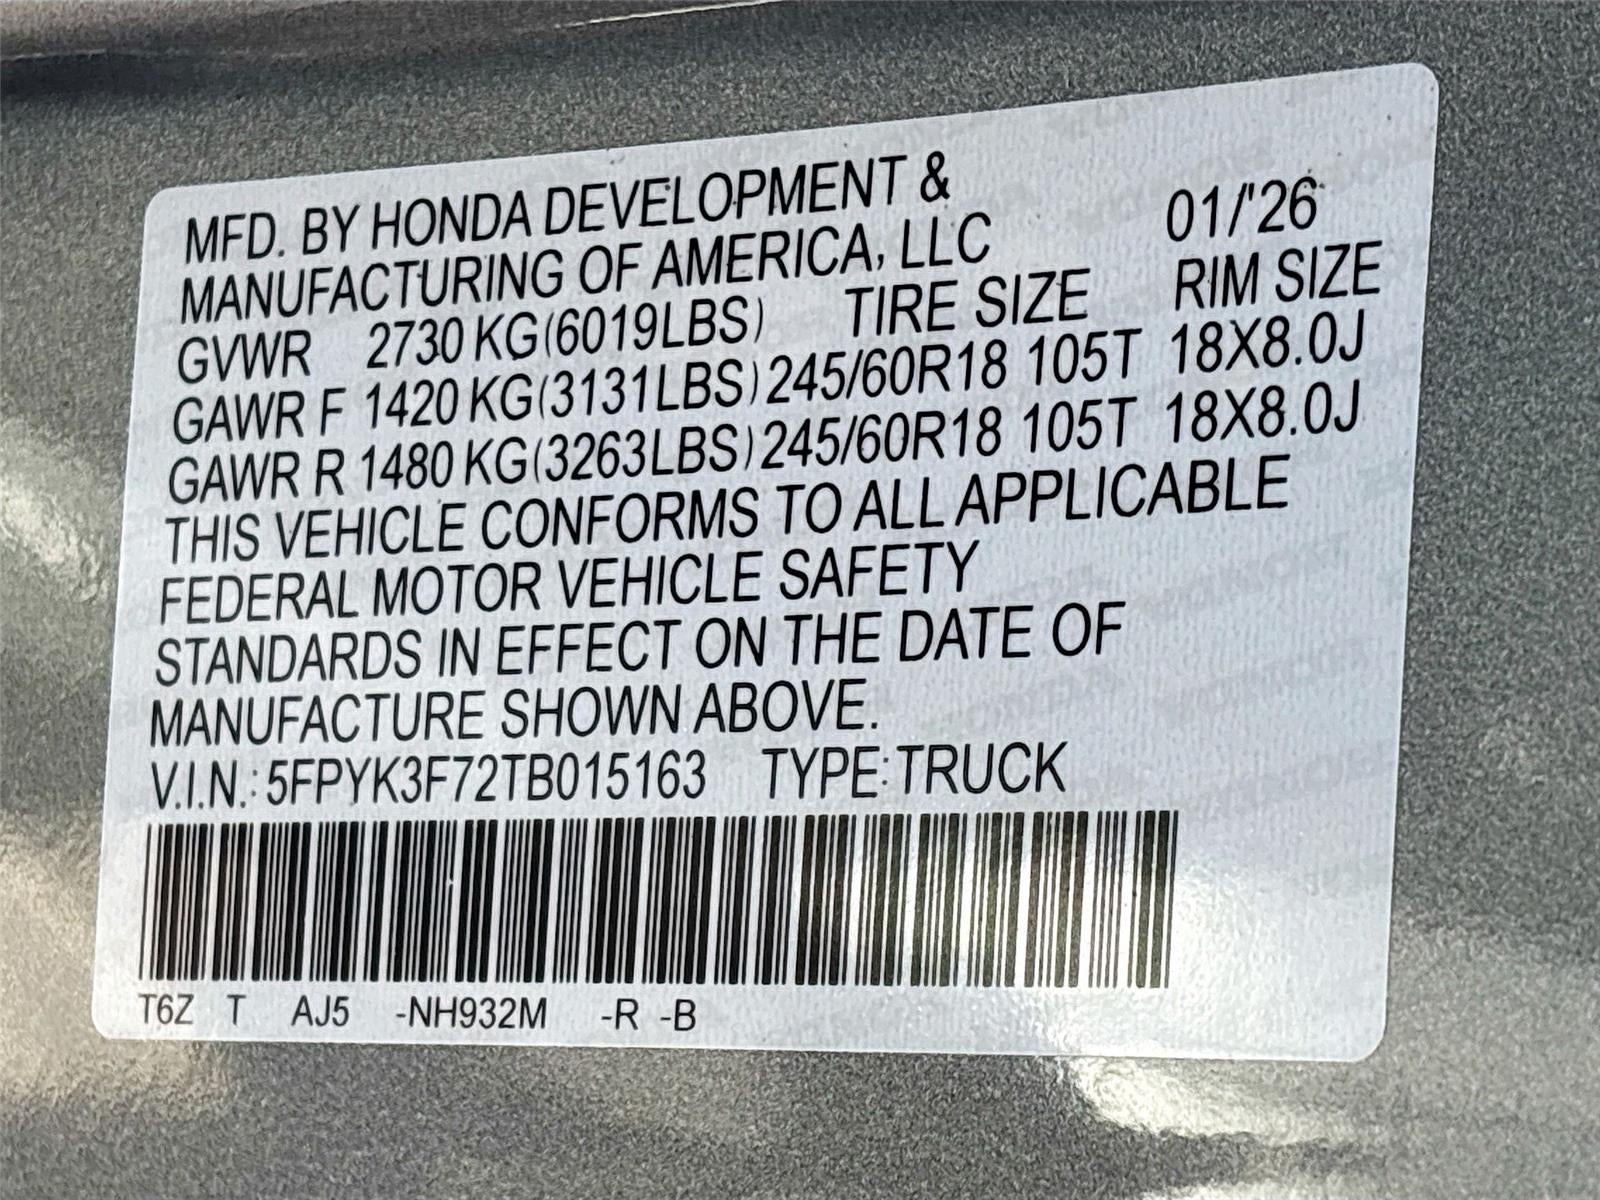 MFD. BY HONDA DEVELOPMENT &
MANUFACTURING OF AMERICA, LLC 01/'26
GVWR 2730 KG(6019LBS) TIRE SIZE RIM SIZE
GAWR F 1420 KG(3131LBS) 245/60R18 105T 18X8.0J
GAWR R 1480 KG(3263LBS) 245/60R18 105T 18X8.0J
THIS VEHICLE CONFORMS TO ALL APPLICABLE
FEDERAL MOTOR VEHICLE SAFETY
STANDARDS IN EFFECT ON THE DATE OF
MANUFACTURE SHOWN ABOVE.
V.I.N.: 5FPYK3F72TB015163 TYPE:TRUCK
T6Z T AJ5 -NH932M -R -B